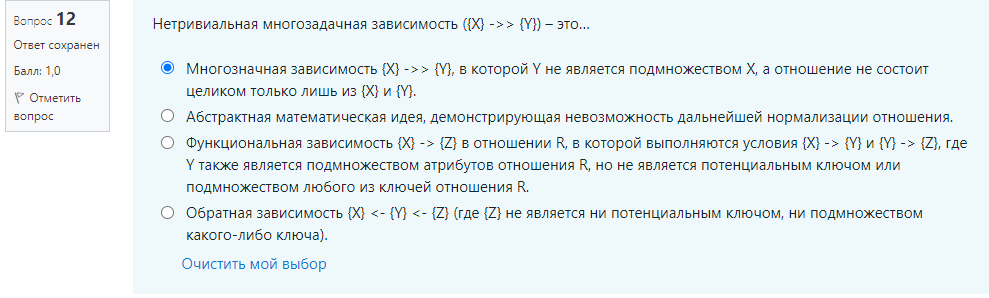 Вопрос 12
Ответ сохранен
Балл: 1,0
Отметить
вопрос
Нетривиальная многозадачная зависимость ({X} ->> {Y}) – это...
Многозначная зависимость {X} ->> {Y}, в которой Y не является подмножеством X, а отношение не состоит
целиком только лишь из {X} и {Y}.
Абстрактная математическая идея, демонстрирующая невозможность дальнейшей нормализации отношения.
Функциональная зависимость {X} -> {Z} в отношении R, в которой выполняются условия {X} -> {Y} и {Y} -> {Z}, где
Y также является подмножеством атрибутов отношения R, но не является потенциальным ключом или
подмножеством любого из ключей отношения R.
Обратная зависимость {X} <- {Y} <- {Z} (где {Z} не является ни потенциальным ключом, ни подмножеством
какого-либо ключа).
Очистить мой выбор